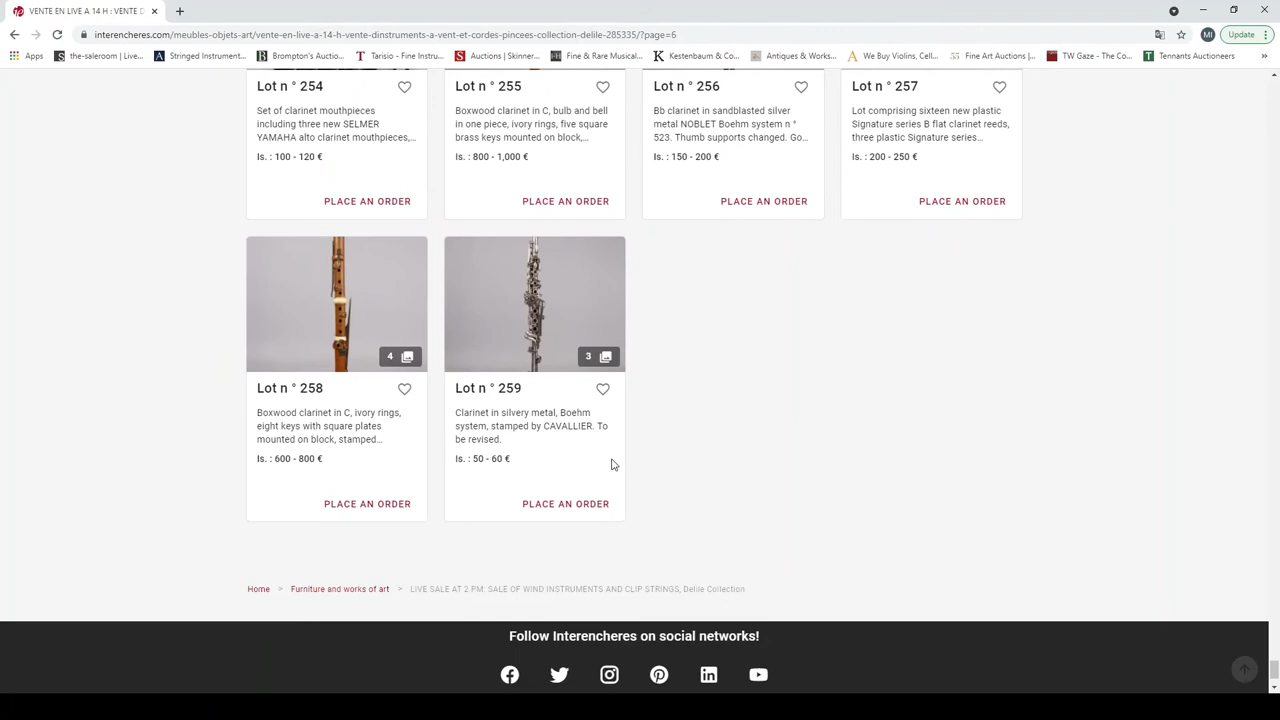 VENTE EN LIVE A 14 H : VENTE D
interencheres.com/meubles-objets-art/vente-en-live-a-14-h-vente-dinstruments-a-vent-et-cordes-pincees-collection-delile-285335/?page=6
MI
Update
Apps
the-saleroom | Live...
Stringed Instrument...
Brompton's Auctio...
Tarisio - Fine Instru...
Auctions | Skinner...
Fine & Rare Musical...
Kestenbaum & Co...
Antiques & Works...
We Buy Violins, Cell...
Fine Art Auctions |...
TW Gaze - The Co...
Tennants Auctioneers
»
Lot n ° 254
Set of clarinet mouthpieces
including three new SELMER
YAMAHA alto clarinet mouthpieces,...
Is. : 100 - 120 €
PLACE AN ORDER
Lot n ° 255
Boxwood clarinet in C, bulb and bell
in one piece, ivory rings, five square
brass keys mounted on block,...
Is. : 800 - 1,000 €
PLACE AN ORDER
Lot n ° 256
Bb clarinet in sandblasted silver
metal NOBLET Boehm system n °
523. Thumb supports changed. Go...
Is. : 150 - 200 €
PLACE AN ORDER
Lot n ° 257
Lot comprising sixteen new plastic
Signature series B flat clarinet reeds,
three plastic Signature series...
Is. : 200 - 250 €
PLACE AN ORDER
4
Lot n ° 258
Boxwood clarinet in C, ivory rings,
eight keys with square plates
mounted on block, stamped...
Is. : 600 - 800 €
PLACE AN ORDER
3
Lot n ° 259
Clarinet in silvery metal, Boehm
system, stamped by CAVALLIER. To
be revised.
Is. : 50 - 60 €
PLACE AN ORDER
Home > Furniture and works of art > LIVE SALE AT 2 PM: SALE OF WIND INSTRUMENTS AND CLIP STRINGS, Delile Collection
Follow Interencheres on social networks!